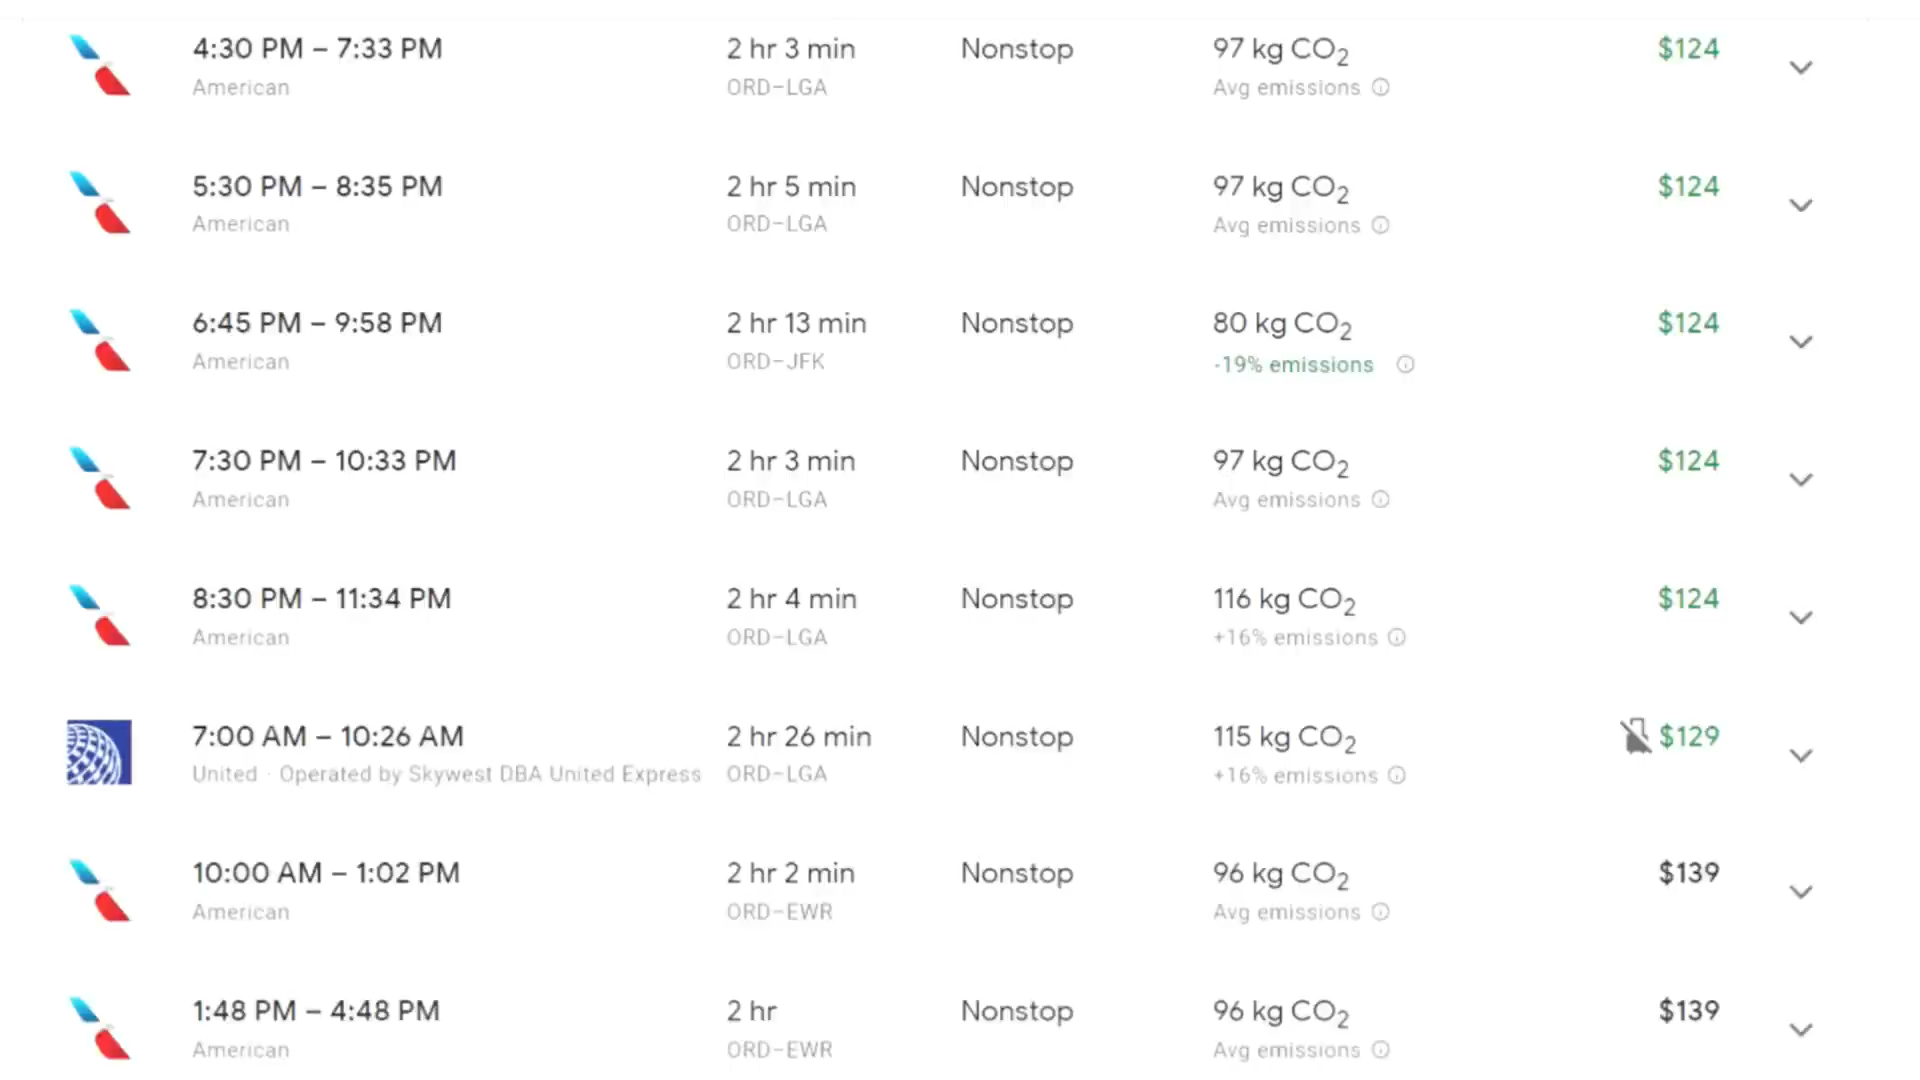 4:30 PM – 7:33 PM 2 hr 3 min Nonstop 97 kg CO2 $124
American ORD–LGA Avg emissions
5:30 PM – 8:35 PM 2 hr 5 min Nonstop 97 kg CO2 $124
American ORD–LGA Avg emissions
6:45 PM – 9:58 PM 2 hr 13 min Nonstop 80 kg CO2 $124
American ORD–JFK -19% emissions
7:30 PM – 10:33 PM 2 hr 3 min Nonstop 97 kg CO2 $124
American ORD–LGA Avg emissions
8:30 PM – 11:34 PM 2 hr 4 min Nonstop 116 kg CO2 $124
American ORD–LGA +16% emissions
7:00 AM – 10:26 AM 2 hr 26 min Nonstop 115 kg CO2 $129
United · Operated by Skywest DBA United Express ORD–LGA +16% emissions
10:00 AM – 1:02 PM 2 hr 2 min Nonstop 96 kg CO2 $139
American ORD–EWR Avg emissions
1:48 PM – 4:48 PM 2 hr Nonstop 96 kg CO2 $139
American ORD–EWR Avg emissions